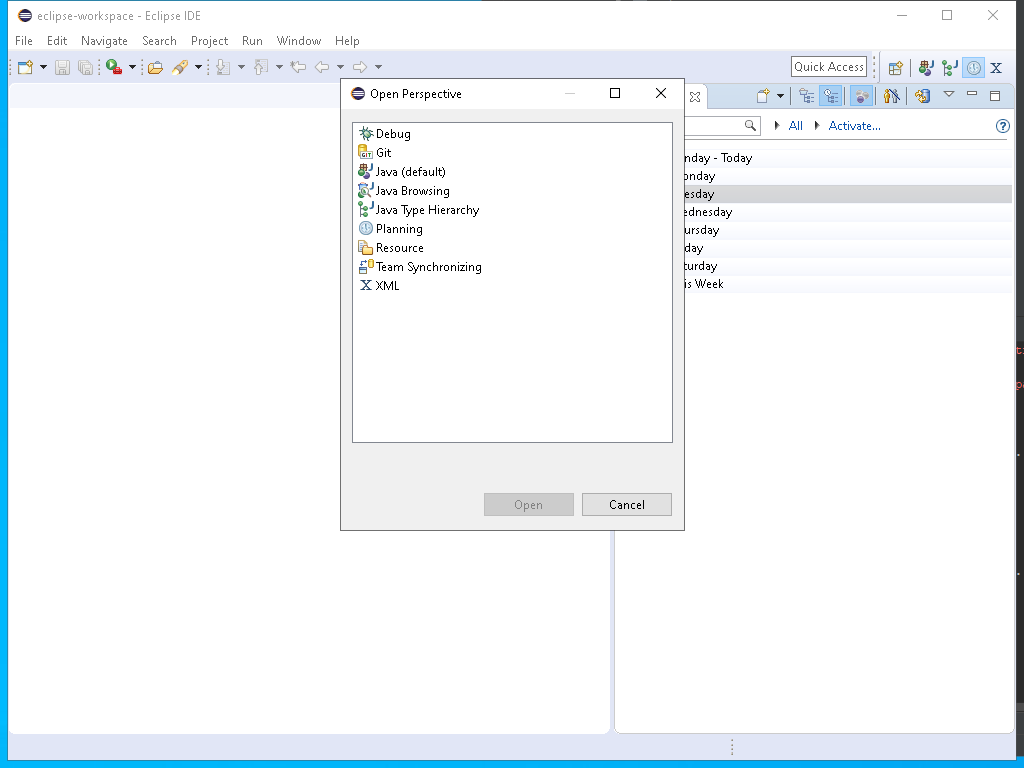 eclipse-workspace - Eclipse IDE
File Edit Navigate Search Project Run Window Help
Quick Access
Open Perspective
All Activate...
Debug
Git
Java (default)
Java Browsing
Java Type Hierarchy
Planning
Resource
Team Synchronizing
XML
nday - Today
onday
esday
ednesday
ursday
day
turday
is Week
Open Cancel